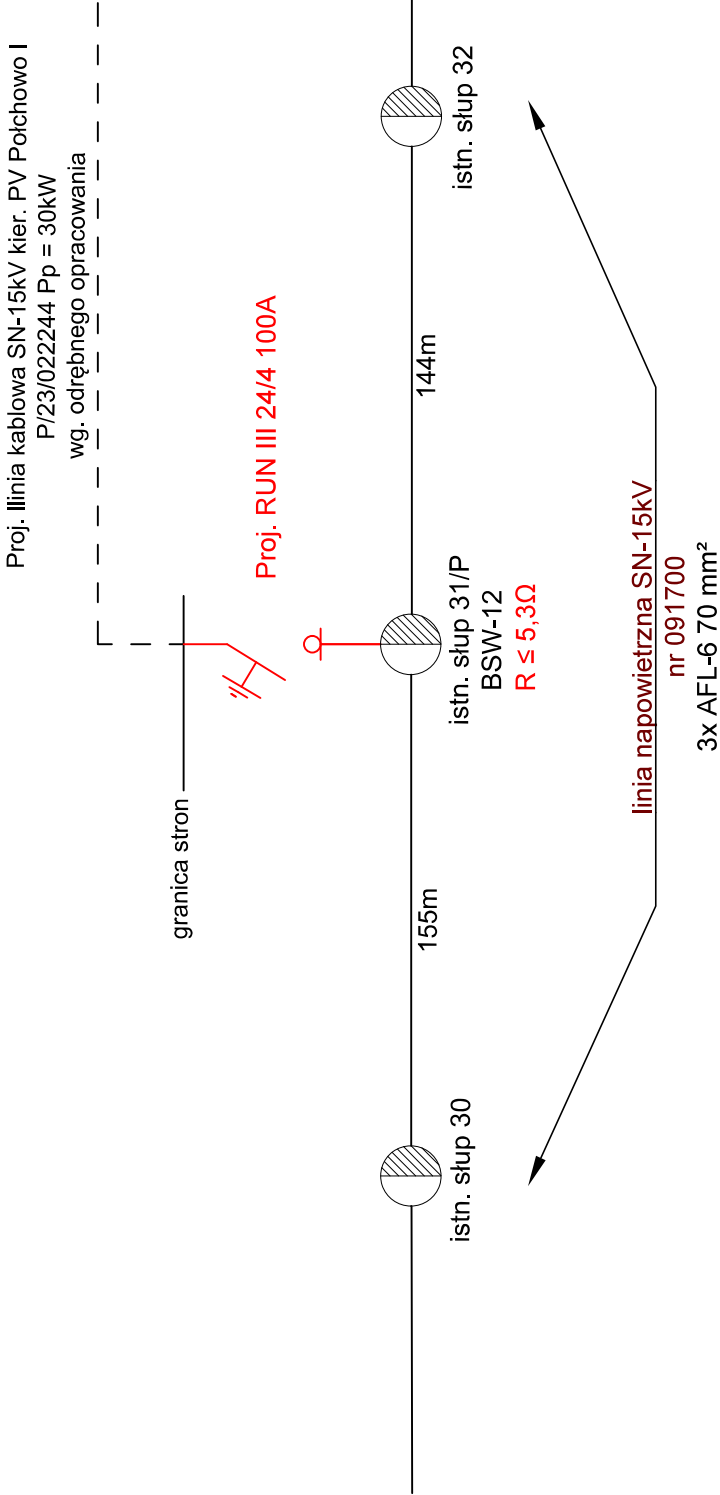 Proj. llinia kablowa SN-15kV kier. PV Połchowo I
P/23/022244 Pp = 30kW
wg. odrębnego opracowania
granica stron
Proj. RUN III 24/4 100A
155m
144m
istn. słup 30
istn. słup 31/P
BSW-12
R ≤ 5,3Ω
istn. słup 32
linia napowietrzna SN-15kV
nr 091700
3x AFL-6 70 mm²